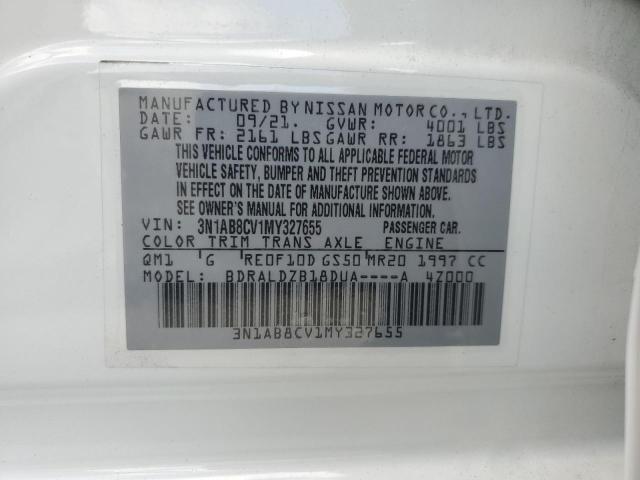 MANUFACTURED BY NISSAN MOTOR CO., LTD.
DATE: 09/21. GVWR: 4001 LBS
GAWR FR: 2161 LBS GAWR RR: 1863 LBS
THIS VEHICLE CONFORMS TO ALL APPLICABLE FEDERAL MOTOR
VEHICLE SAFETY, BUMPER AND THEFT PREVENTION STANDARDS
IN EFFECT ON THE DATE OF MANUFACTURE SHOWN ABOVE.
SEE OWNER'S MANUAL FOR ADDITIONAL INFORMATION.
VIN: 3N1AB8CV1MY327655 PASSENGER CAR.
COLOR TRIM TRANS AXLE ENGINE
QM1 G RE0F10D GS50 MR20 1997 CC
MODEL: BDRALDZB18DUA----A 4Z000
3N1AB8CV1MY327655